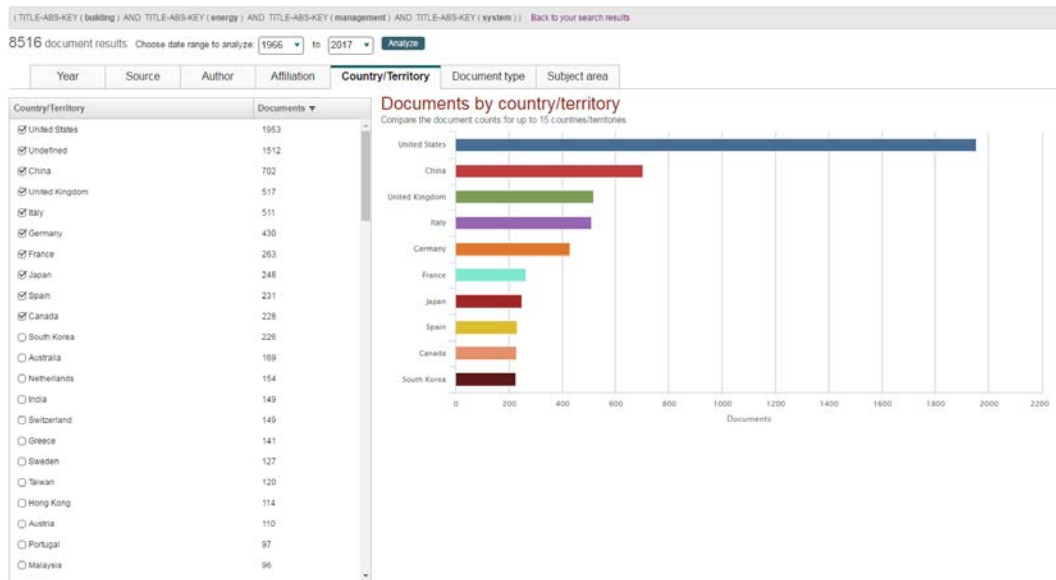 ( TITLE-ABS-KEY ( building ) AND TITLE-ABS-KEY ( energy ) AND TITLE-ABS-KEY ( management ) AND TITLE-ABS-KEY ( system ) ) Back to your search results
8516 document results Choose date range to analyze: 1966 to 2017 Analyze
Year Source Author Affiliation Country/Territory Document type Subject area
Country/Territory Documents
United States 1953
Undefined 1512
China 702
United Kingdom 517
Italy 511
Germany 430
France 263
Japan 248
Spain 231
Canada 228
South Korea 226
Australia 169
Netherlands 154
India 149
Switzerland 149
Greece 141
Sweden 127
Taiwan 120
Hong Kong 114
Austria 110
Portugal 97
Malaysia 96
Documents by country/territory
Compare the document counts for up to 15 countries/territories
United States
China
United Kingdom
Italy
Germany
France
Japan
Spain
Canada
South Korea
0 200 400 600 800 1000 1200 1400 1600 1800 2000 2200
Documents